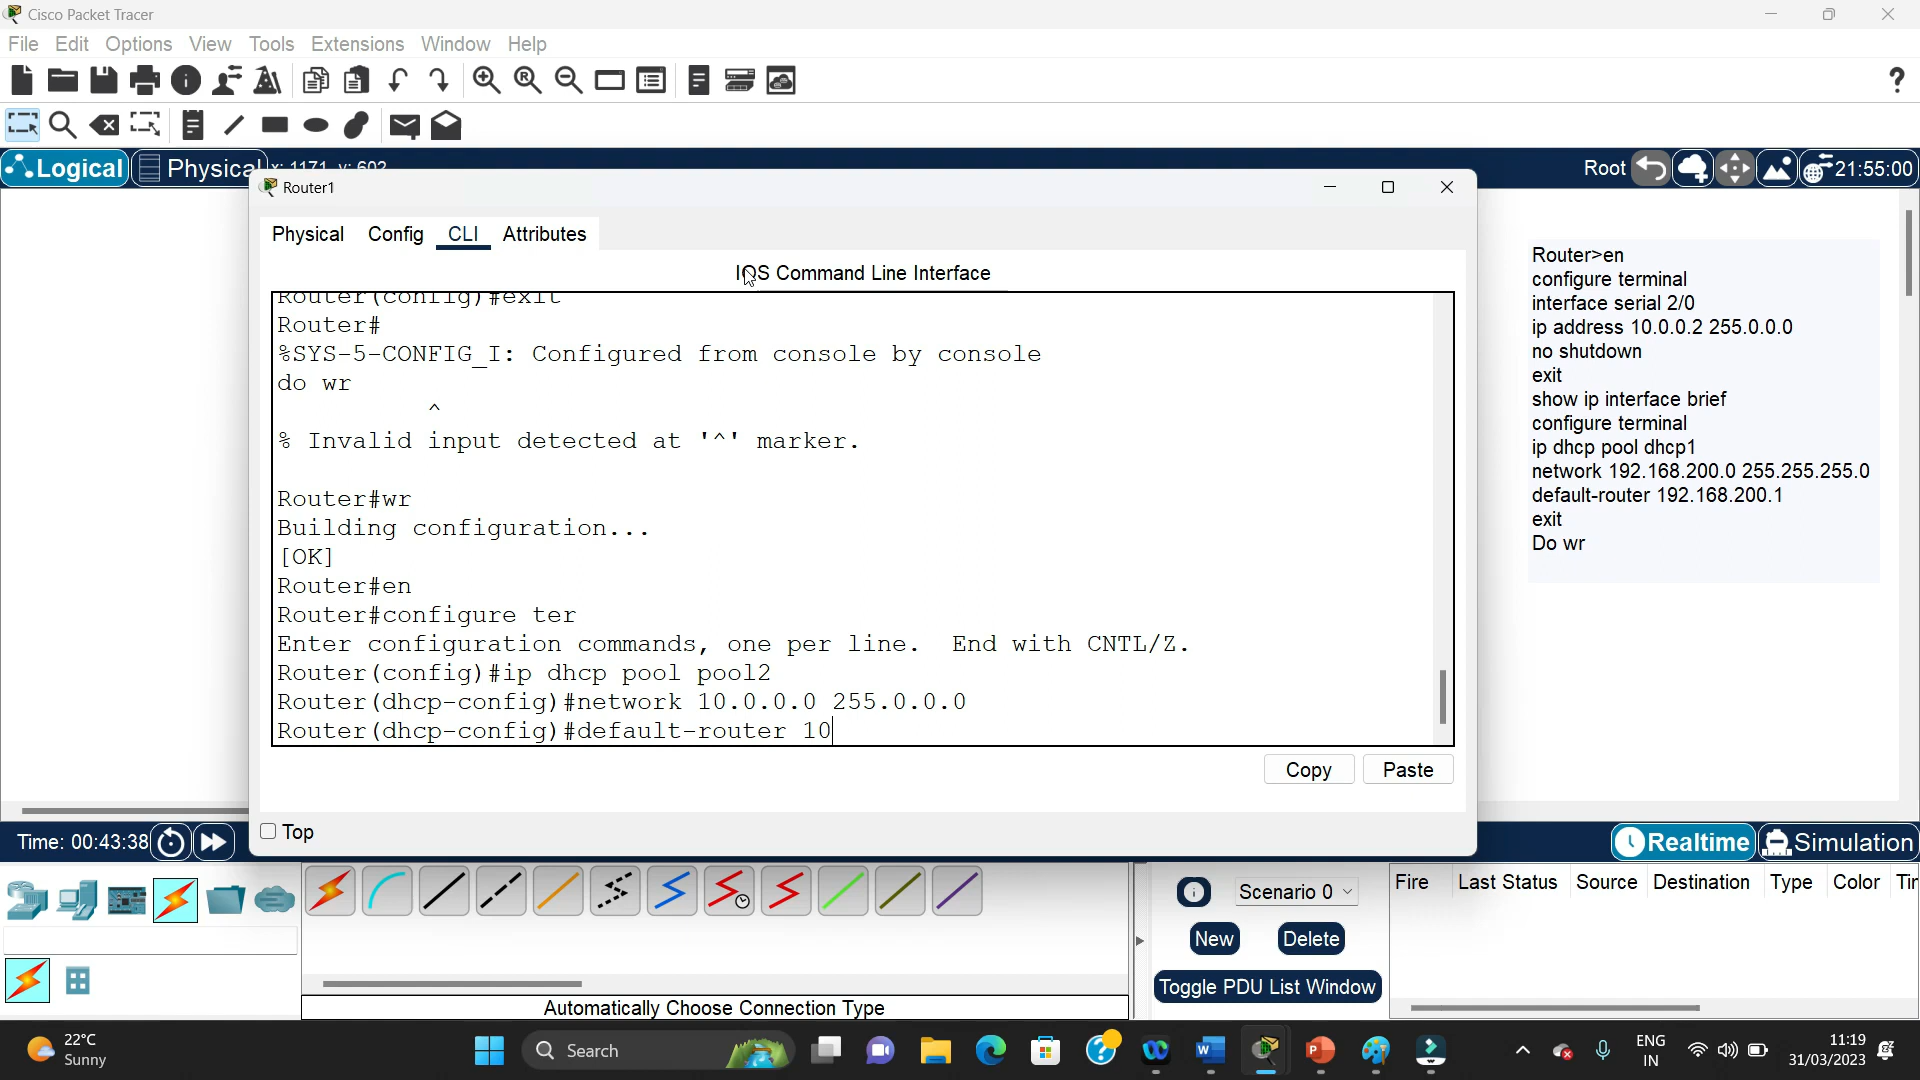 Cisco Packet Tracer
File Edit Options View Tools Extensions Window Help
Logical
Physical
x: 1171, y: 602
Root
21:55:00
Router1
Physical Config CLI Attributes
IOS Command Line Interface
Router(config)#exit
Router#
%SYS-5-CONFIG_I: Configured from console by console
do wr
^
% Invalid input detected at '^' marker.
Router#wr
Building configuration...
[OK]
Router#en
Router#configure ter
Enter configuration commands, one per line. End with CNTL/Z.
Router(config)#ip dhcp pool pool2
Router(dhcp-config)#network 10.0.0.0 255.0.0.0
Router(dhcp-config)#default-router 10
Copy
Paste
Top
Router>en
configure terminal
interface serial 2/0
ip address 10.0.0.2 255.0.0.0
no shutdown
exit
show ip interface brief
configure terminal
ip dhcp pool dhcp1
network 192.168.200.0 255.255.255.0
default-router 192.168.200.1
exit
Do wr
Time: 00:43:38
Realtime
Simulation
Scenario 0
New
Delete
Toggle PDU List Window
Fire Last Status Source Destination Type Color Tir
Automatically Choose Connection Type
22°C
Sunny
Search
ENG
IN
11:19
31/03/2023